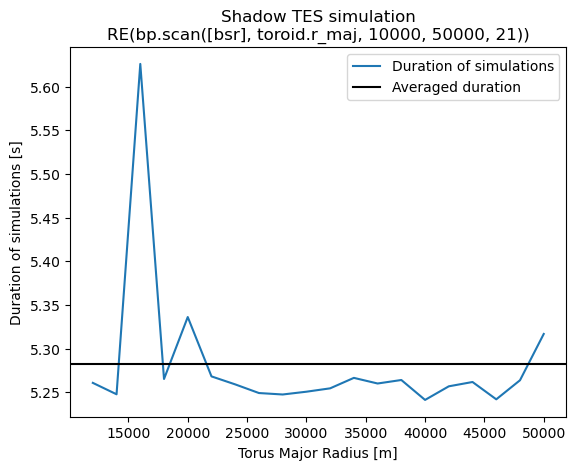 Shadow TES simulation
RE(bp.scan([bsr], toroid.r_maj, 10000, 50000, 21))
Duration of simulations
Averaged duration
Duration of simulations [s]
5.60
5.55
5.50
5.45
5.40
5.35
5.30
5.25
15000 20000 25000 30000 35000 40000 45000 50000
Torus Major Radius [m]